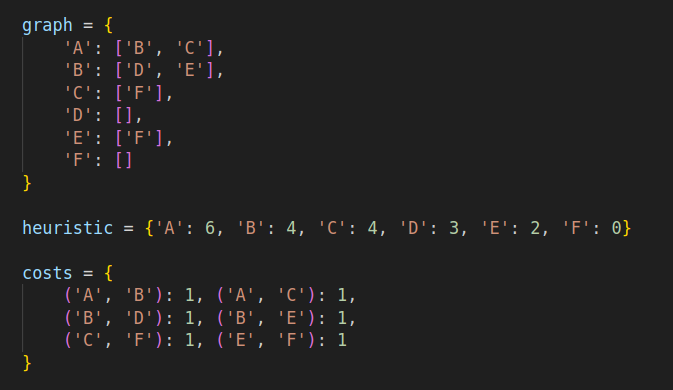 graph = {
    'A': ['B', 'C'],
    'B': ['D', 'E'],
    'C': ['F'],
    'D': [],
    'E': ['F'],
    'F': []
}

heuristic = {'A': 6, 'B': 4, 'C': 4, 'D': 3, 'E': 2, 'F': 0}

costs = {
    ('A', 'B'): 1, ('A', 'C'): 1,
    ('B', 'D'): 1, ('B', 'E'): 1,
    ('C', 'F'): 1, ('E', 'F'): 1
}